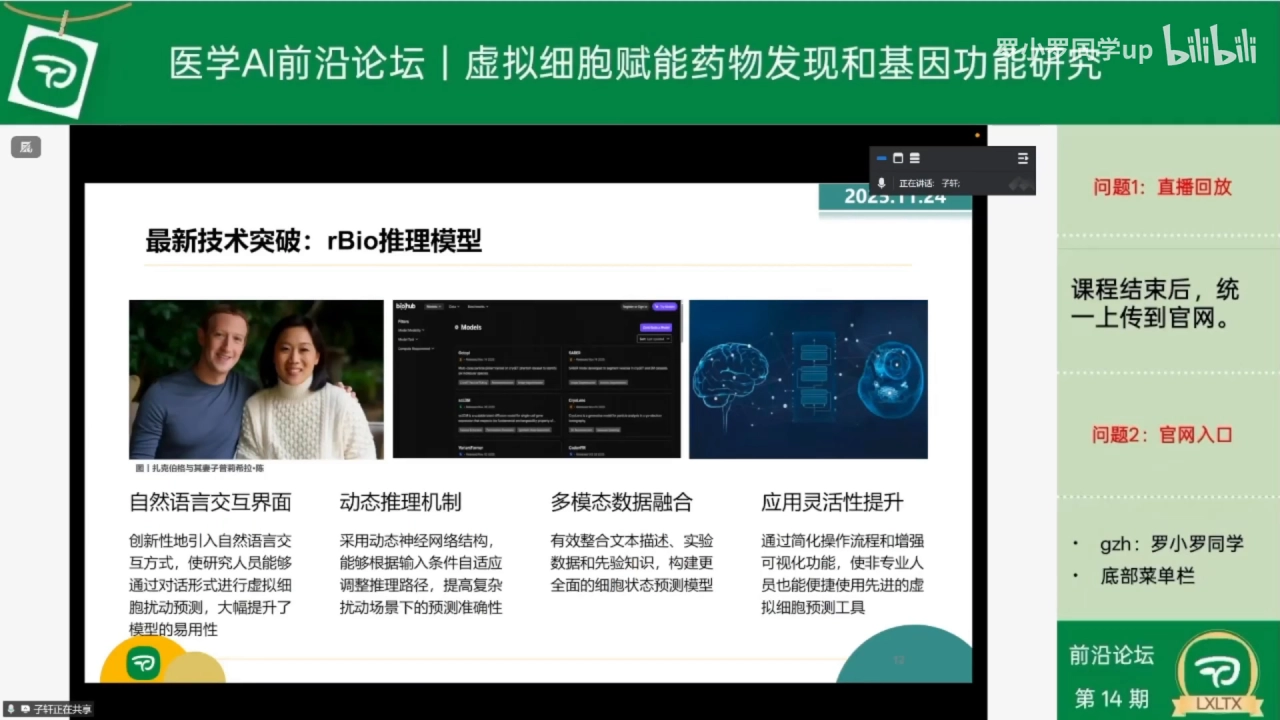 医学AI前沿论坛丨虚拟细胞赋能药物发现和基因功能研究
罗小罗同学up bilibili
正在讲话: 子轩;
2025.11.24
最新技术突破：rBio推理模型
Models
图丨扎克伯格与其妻子普莉希拉•陈
自然语言交互界面
创新性地引入自然语言交
互方式，使研究人员能够
通过对话形式进行虚拟细
胞扰动预测，大幅提升了
模型的易用性
动态推理机制
采用动态神经网络结构，
能够根据输入条件自适应
调整推理路径，提高复杂
扰动场景下的预测准确性
多模态数据融合
有效整合文本描述、实验
数据和先验知识，构建更
全面的细胞状态预测模型
应用灵活性提升
通过简化操作流程和增强
可视化功能，使非专业人
员也能便捷使用先进的虚
拟细胞预测工具
12
子轩正在共享
问题1：直播回放
课程结束后，统
一上传到官网。
问题2：官网入口
• gzh：罗小罗同学
• 底部菜单栏
前沿论坛
第 14 期
LXLTX